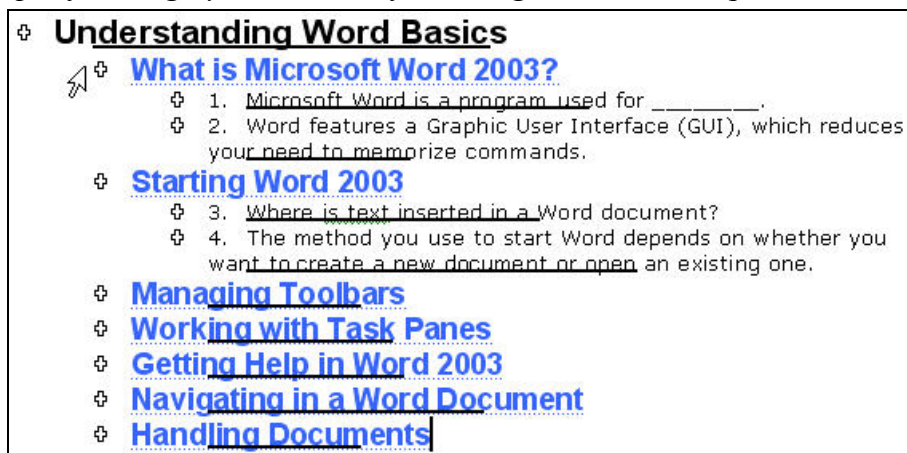 Understanding Word Basics
What is Microsoft Word 2003?
1. Microsoft Word is a program used for _________.
2. Word features a Graphic User Interface (GUI), which reduces
your need to memorize commands.
Starting Word 2003
3. Where is text inserted in a Word document?
4. The method you use to start Word depends on whether you
want to create a new document or open an existing one.
Managing Toolbars
Working with Task Panes
Getting Help in Word 2003
Navigating in a Word Document
Handling Documents